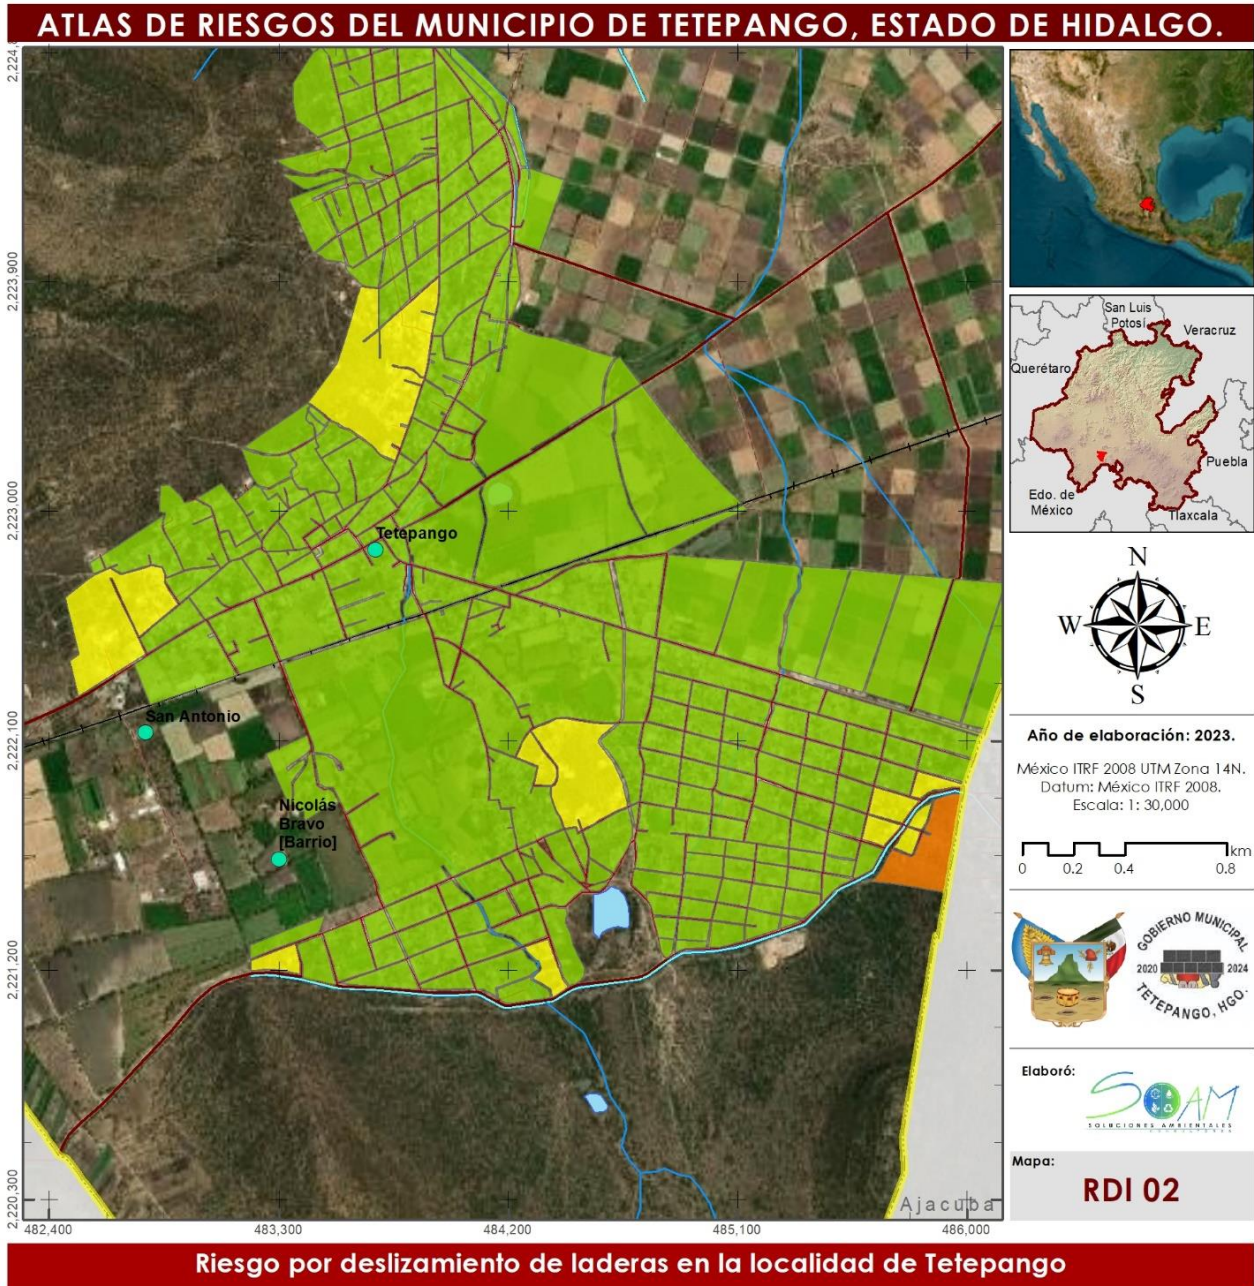 ATLAS DE RIESGOS DEL MUNICIPIO DE TETEPANGO, ESTADO DE HIDALGO.
2,223,900
2,223,000
2,222,100
2,221,200
2,220,300
482,400
483,300
484,200
485,100
486,000
Tetepango
San Antonio
Nicolás
Bravo
[Barrio]
Ajacuba
San Luis
Potosí
Veracruz
Querétaro
Puebla
Edo. de
México
Tlaxcala
N
W
E
S
Año de elaboración: 2023.
México ITRF 2008 UTM Zona 14N.
Datum: México ITRF 2008.
Escala: 1: 30,000
km
0 0.2 0.4 0.8
GOBIERNO MUNICIPAL
2020 2024
TETEPANGO, HGO.
Elaboró:
SOAM
SOLUCIONES AMBIENTALES
Mapa:
RDl 02
Riesgo por deslizamiento de laderas en la localidad de Tetepango